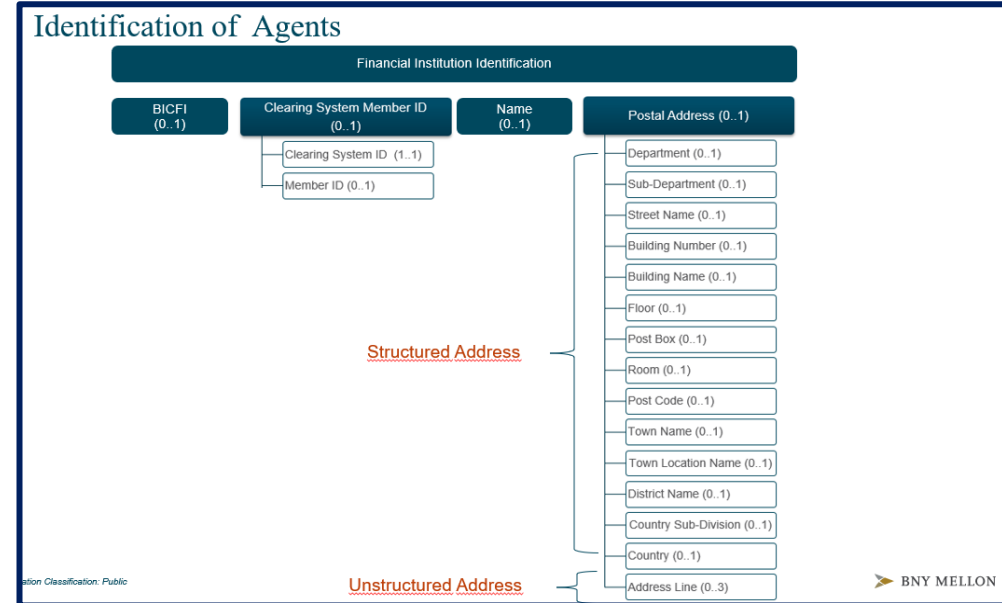 Identification of Agents
Financial Institution Identification
BICFI
(0..1)
Clearing System Member ID
(0..1)
Name
(0..1)
Postal Address (0..1)
Clearing System ID (1..1)
Member ID (0..1)
Department (0..1)
Sub-Department (0..1)
Street Name (0..1)
Building Number (0..1)
Building Name (0..1)
Floor (0..1)
Post Box (0..1)
Room (0..1)
Post Code (0..1)
Town Name (0..1)
Town Location Name (0..1)
District Name (0..1)
Country Sub-Division (0..1)
Country (0..1)
Address Line (0..3)
Structured Address
Unstructured Address
ation Classification: Public
BNY MELLON